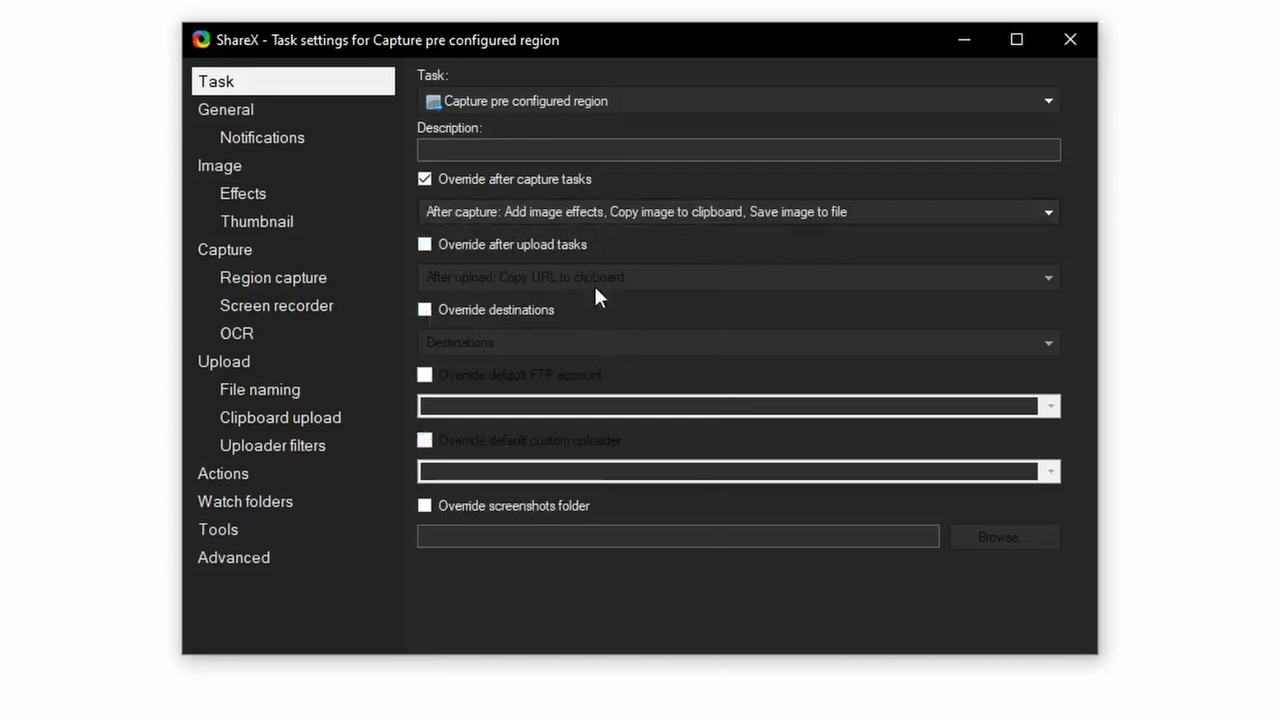 ShareX - Task settings for Capture pre configured region
Task
General
Notifications
Image
Effects
Thumbnail
Capture
Region capture
Screen recorder
OCR
Upload
File naming
Clipboard upload
Uploader filters
Actions
Watch folders
Tools
Advanced
Task:
Capture pre configured region
Description:
Override after capture tasks
After capture: Add image effects, Copy image to clipboard, Save image to file
Override after upload tasks
After upload: Copy URL to clipboard
Override destinations
Destinations...
Override default FTP account
Override default custom uploader
Override screenshots folder
Browse...